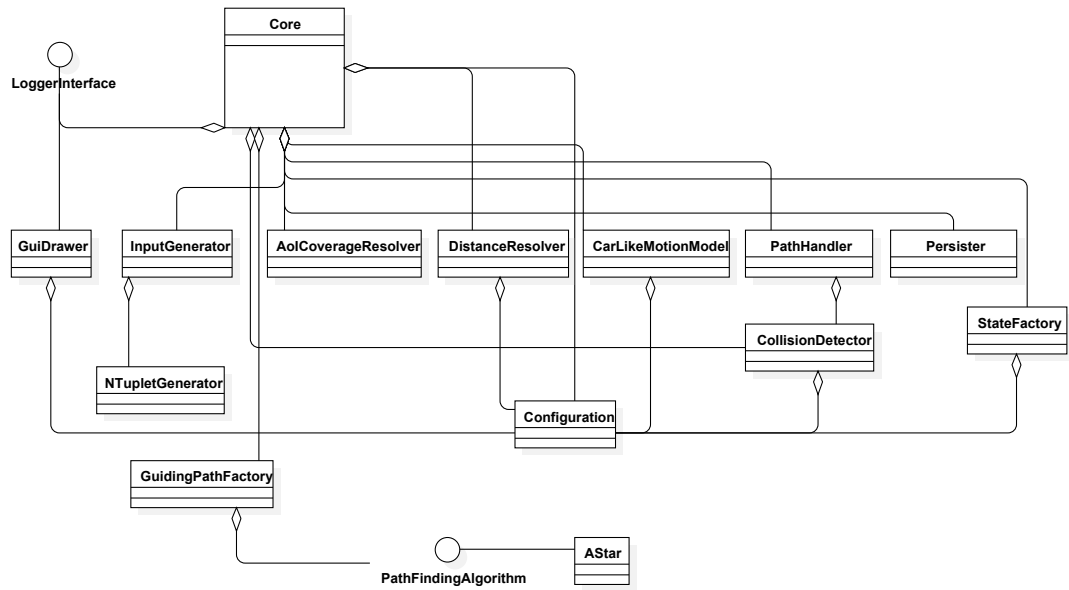 Core
LoggerInterface
GuiDrawer
InputGenerator
AoICoverageResolver
DistanceResolver
CarLikeMotionModel
PathHandler
Persister
StateFactory
CollisionDetector
NTupletGenerator
Configuration
GuidingPathFactory
AStar
PathFindingAlgorithm